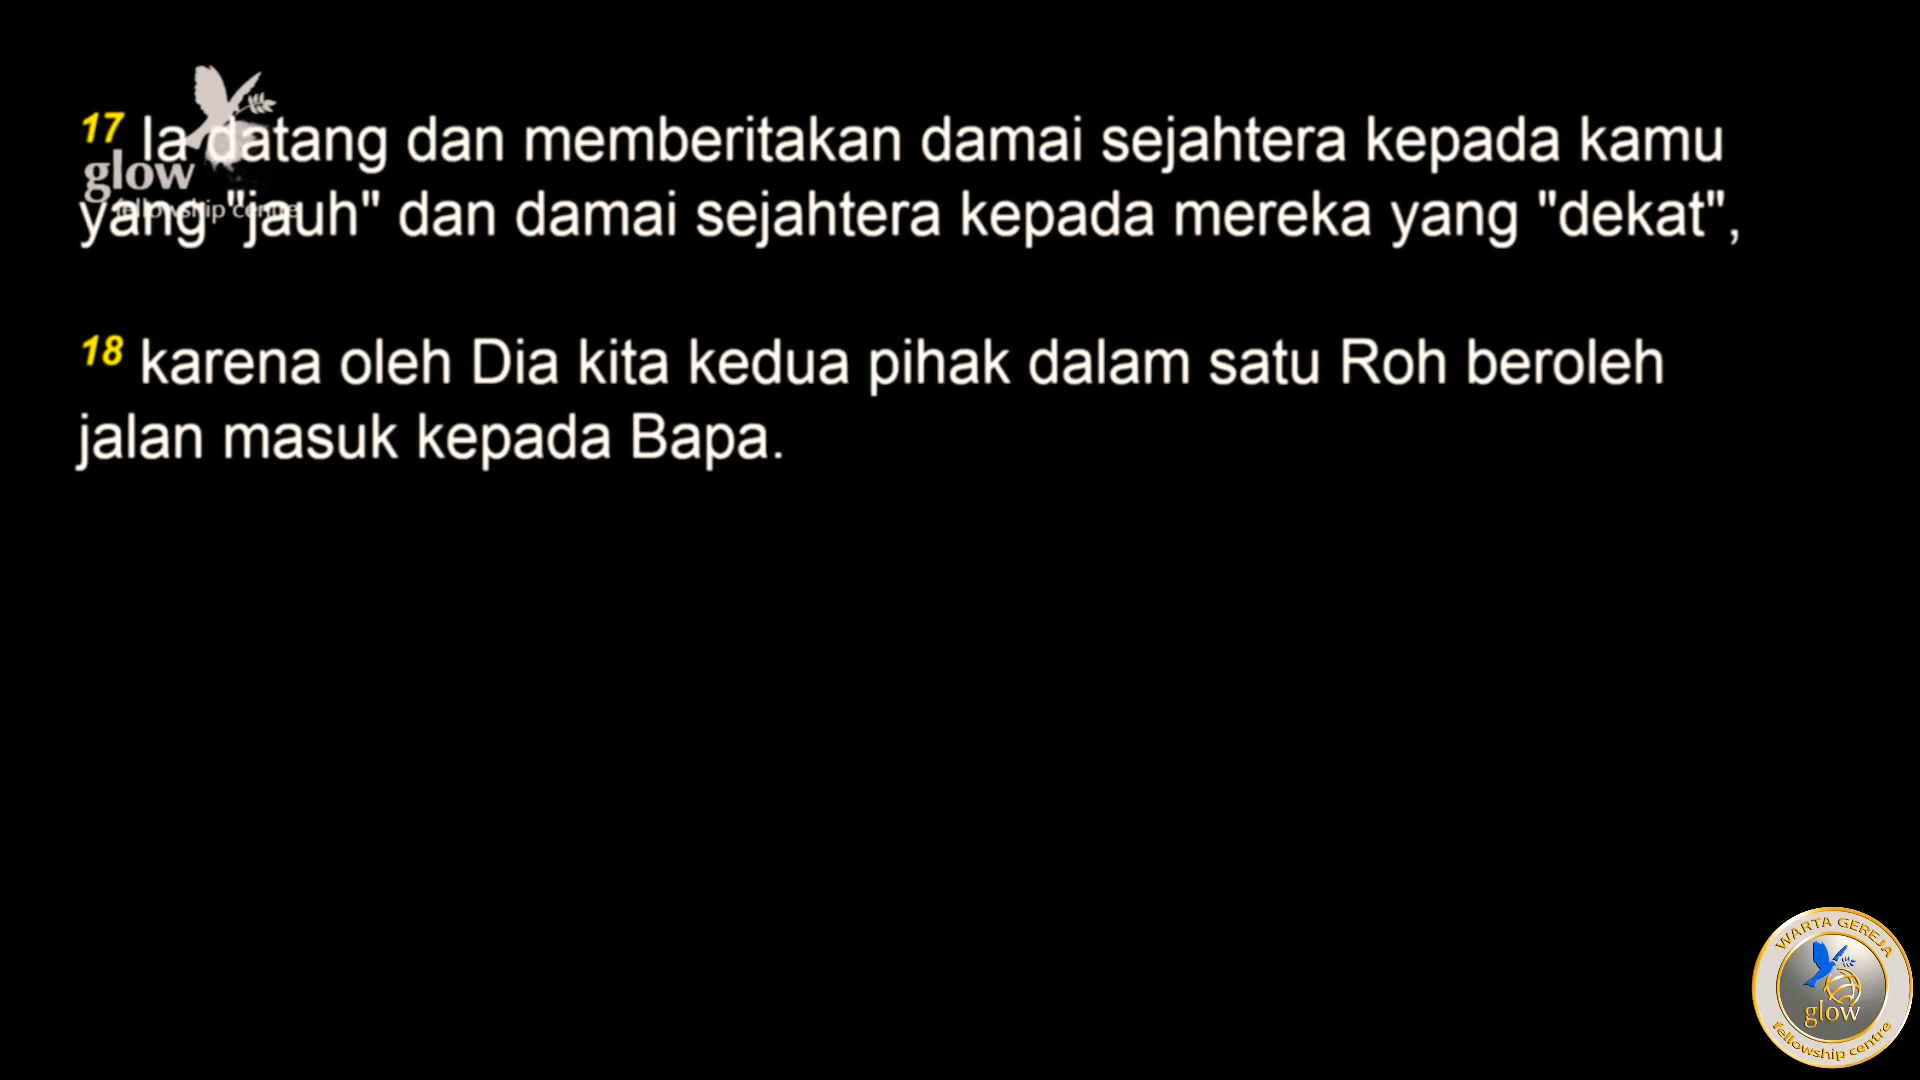 17 Ia datang dan memberitakan damai sejahtera kepada kamu
yang "jauh" dan damai sejahtera kepada mereka yang "dekat",
18 karena oleh Dia kita kedua pihak dalam satu Roh beroleh
jalan masuk kepada Bapa.
glow
fellowship centre
WARTA GEREJA
glow
fellowship centre